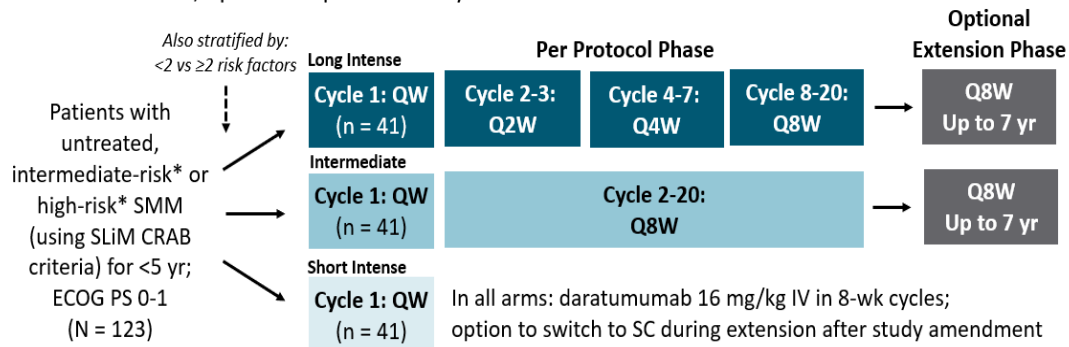 Also stratified by:
<2 vs ≥2 risk factors
Patients with
untreated,
intermediate-risk* or
high-risk* SMM
(using SLiM CRAB
criteria) for <5 yr;
ECOG PS 0-1
(N = 123)
Per Protocol Phase
Optional
Extension Phase
Long Intense
Cycle 1: QW
(n = 41)
Cycle 2-3:
Q2W
Cycle 4-7:
Q4W
Cycle 8-20:
Q8W
Q8W
Up to 7 yr
Intermediate
Cycle 1: QW
(n = 41)
Cycle 2-20:
Q8W
Q8W
Up to 7 yr
Short Intense
Cycle 1: QW
(n = 41)
In all arms: daratumumab 16 mg/kg IV in 8-wk cycles;
option to switch to SC during extension after study amendment